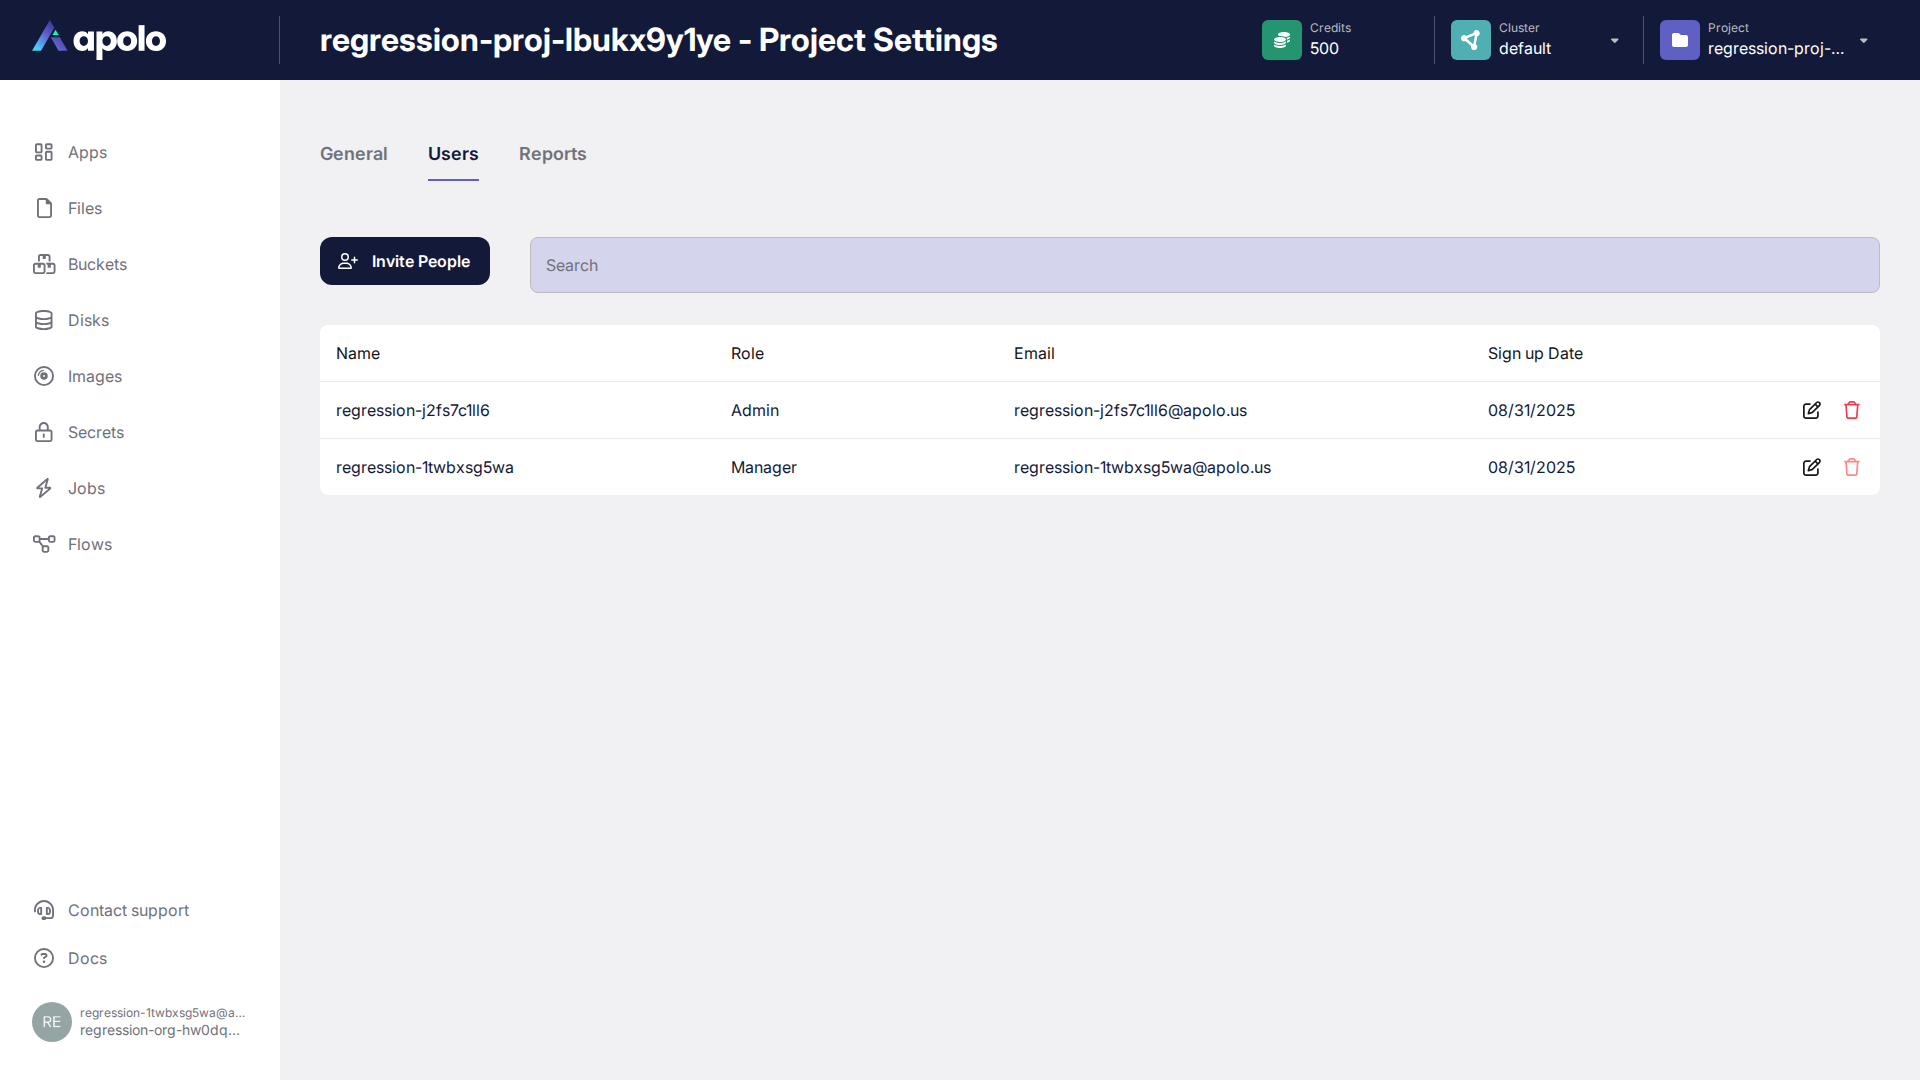 apolo
regression-proj-lbukx9y1ye - Project Settings
Credits
500
Cluster
default
Project
regression-proj-...
Apps
Files
Buckets
Disks
Images
Secrets
Jobs
Flows
Contact support
Docs
RE
regression-1twbxsg5wa@a...
regression-org-hw0dq...
General Users Reports
Invite People
Search
Name Role Email Sign up Date
regression-j2fs7c1ll6 Admin regression-j2fs7c1ll6@apolo.us 08/31/2025
regression-1twbxsg5wa Manager regression-1twbxsg5wa@apolo.us 08/31/2025